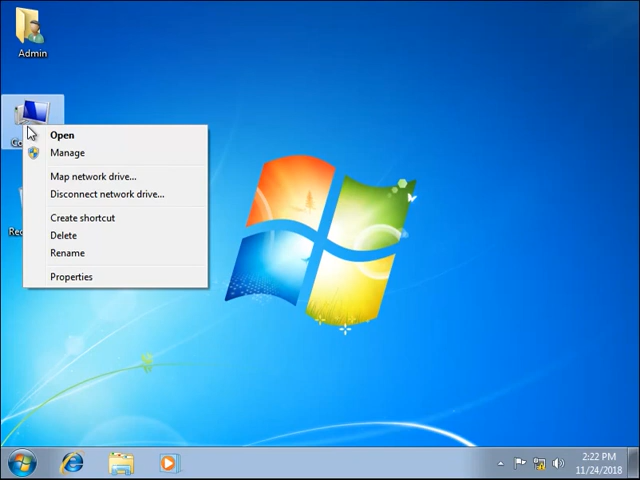 Admin
Open
Manage
Map network drive...
Disconnect network drive...
Create shortcut
Delete
Rename
Properties
2:22 PM
11/24/2018